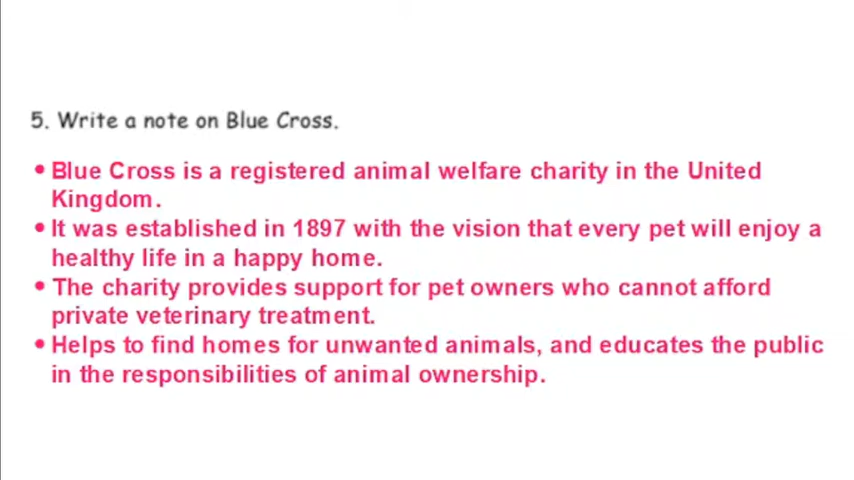 5. Write a note on Blue Cross.
• Blue Cross is a registered animal welfare charity in the United
Kingdom.
• It was established in 1897 with the vision that every pet will enjoy a
healthy life in a happy home.
• The charity provides support for pet owners who cannot afford
private veterinary treatment.
• Helps to find homes for unwanted animals, and educates the public
in the responsibilities of animal ownership.